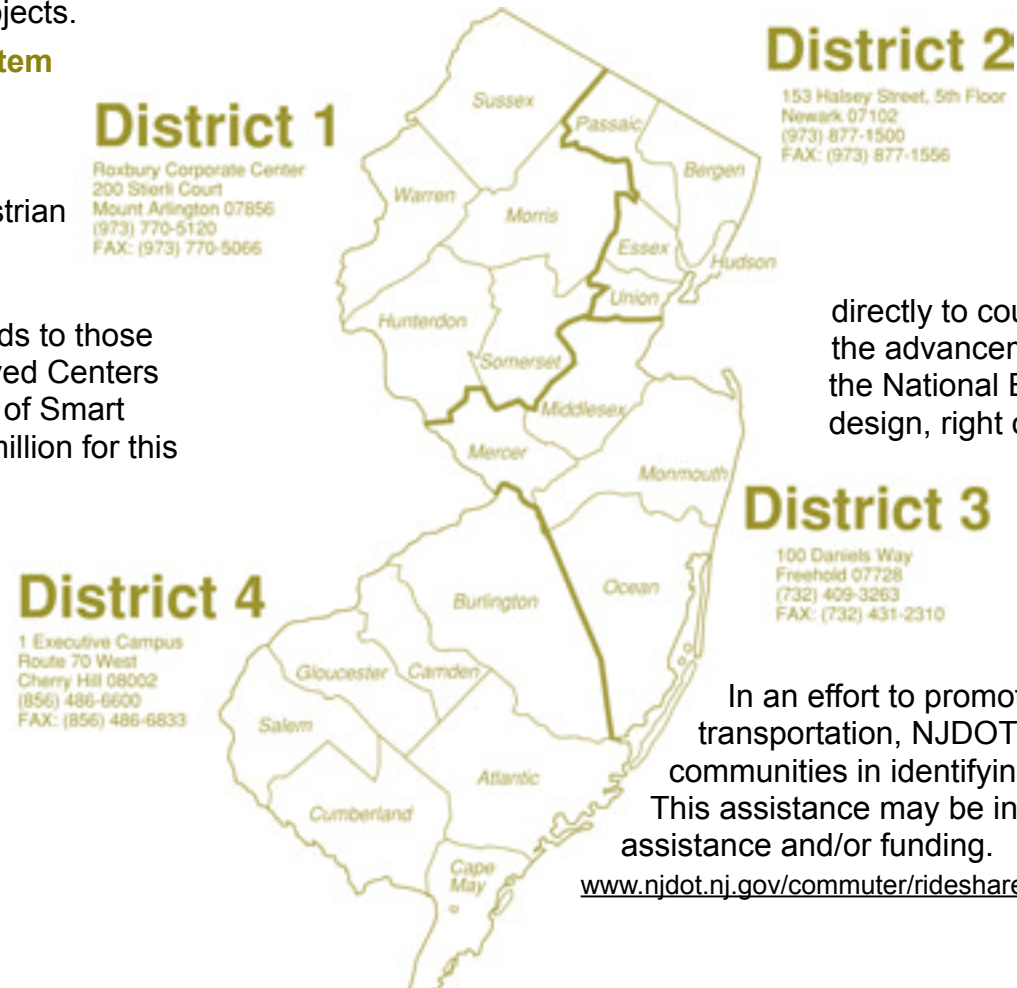 ojects.
tem
District 1
Roxbury Corporate Center
200 Stierli Court
Mount Arlington 07856
(973) 770-5120
FAX: (973) 770-5066
District 2
153 Halsey Street, 5th Floor
Newark 07102
(973) 877-1500
FAX: (973) 877-1556
strian
ds to those
ved Centers
of Smart
million for this
Sussex
Passaic
Bergen
Warren
Morris
Essex
Hudson
Union
Hunterdon
Somerset
Middlesex
Mercer
Monmouth
directly to cou
the advancem
the National E
design, right o
District 3
100 Daniels Way
Freehold 07728
(732) 409-3263
FAX: (732) 431-2310
District 4
1 Executive Campus
Route 70 West
Cherry Hill 08002
(856) 486-6600
FAX: (856) 486-6833
Burlington
Ocean
Gloucester
Camden
Salem
Atlantic
Cumberland
Cape
May
In an effort to promot
transportation, NJDOT
communities in identifyin
This assistance may be in
assistance and/or funding.
www.njdot.nj.gov/commuter/rideshare